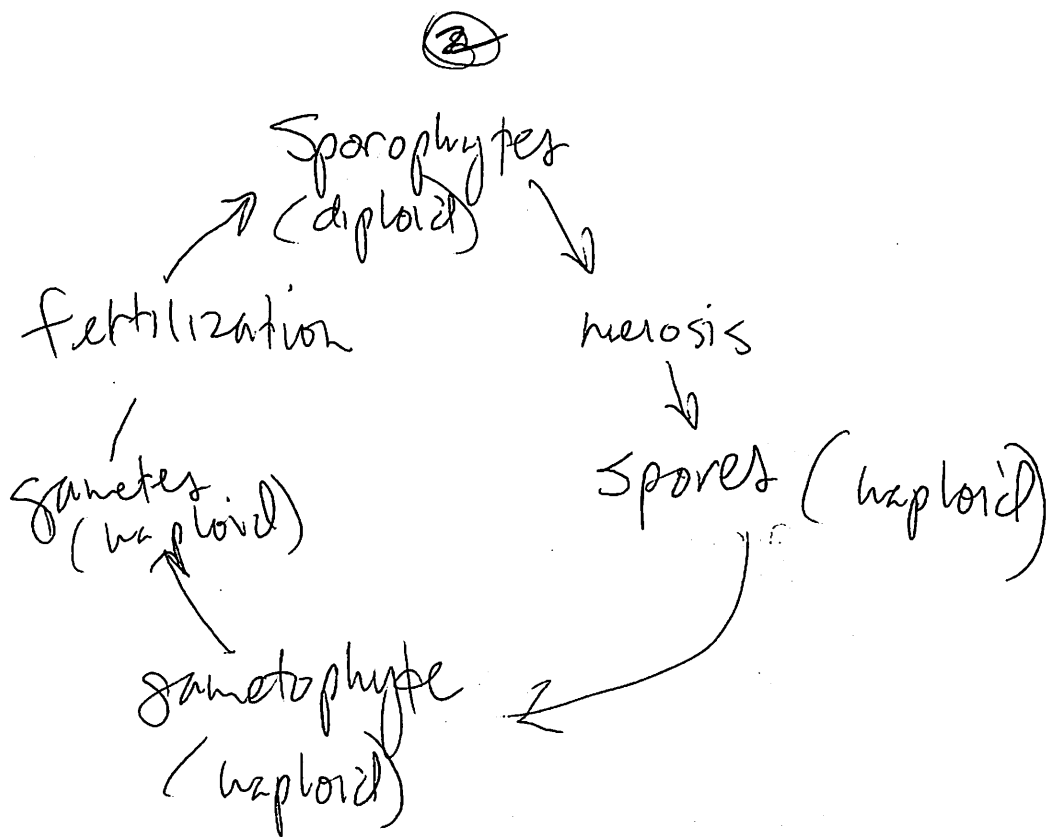 Sporophytes
(diploid)
fertilization
meiosis
gametes
(haploid)
spores (haploid)
gametophyte
(haploid)